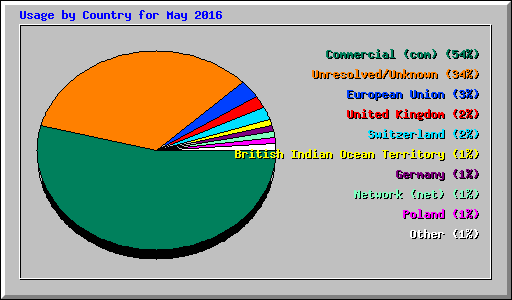 Usage by Country for May 2016
Commercial (com) (54%)
Unresolved/Unknown (34%)
European Union (3%)
United Kingdom (2%)
Switzerland (2%)
British Indian Ocean Territory (1%)
Germany (1%)
Network (net) (1%)
Poland (1%)
Other (1%)